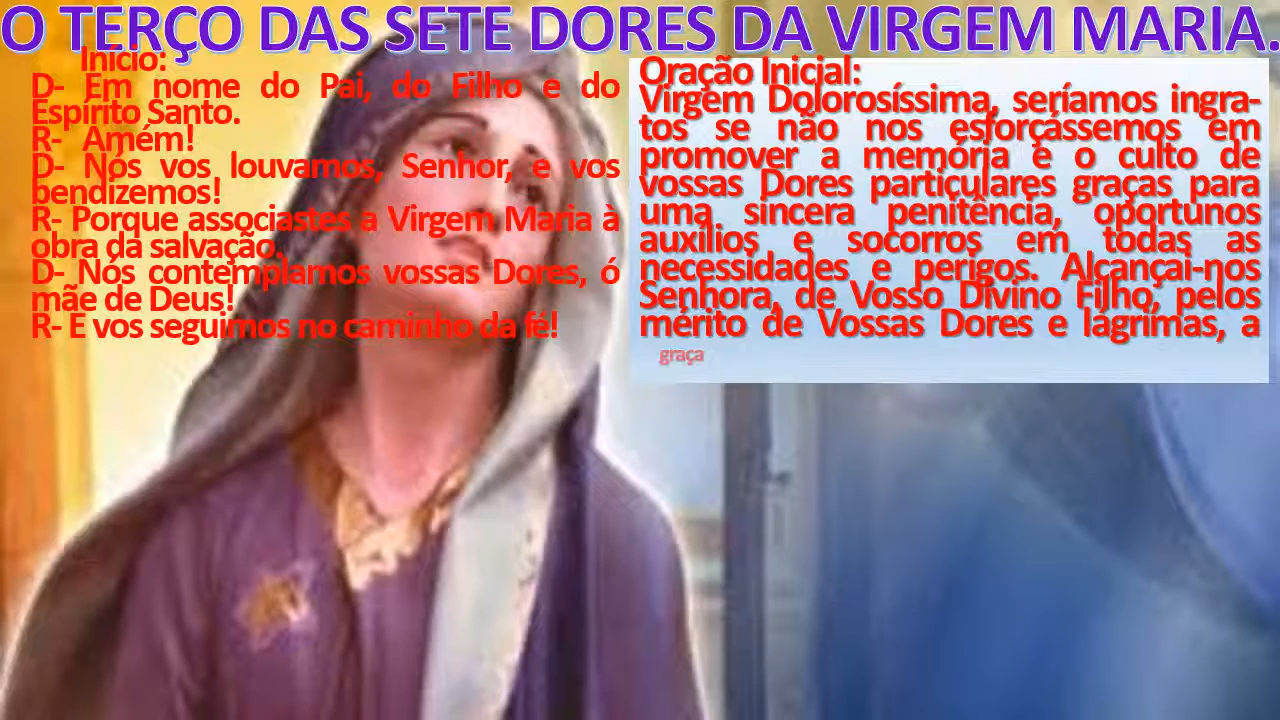 O TERÇO DAS SETE DORES DA VIRGEM MARIA.
Início:
D- Em nome do Pai, do Filho e do
Espírito Santo.
R- Amém!
D- Nós vos louvamos, Senhor, e vos
bendizemos!
R- Porque associastes a Virgem Maria à
obra da salvação.
D- Nós contemplamos vossas Dores, ó
mãe de Deus!
R- E vos seguimos no caminho da fé!
Oração Inicial:
Virgem Dolorosíssima, seríamos ingra-
tos se não nos esforçássemos em
promover a memória e o culto de
vossas Dores particulares graças para
uma sincera penitência, oportunos
auxílios e socorros em todas as
necessidades e perigos. Alcançai-nos
Senhora, de Vosso Divino Filho, pelos
mérito de Vossas Dores e lágrimas, a
graça